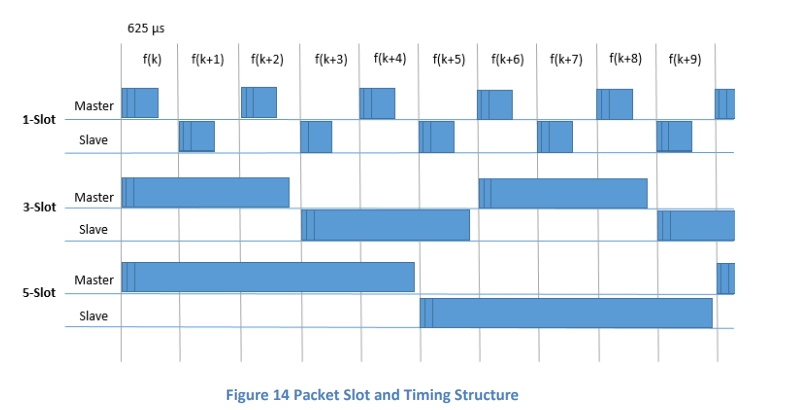 625 µs
f(k) f(k+1) f(k+2) f(k+3) f(k+4) f(k+5) f(k+6) f(k+7) f(k+8) f(k+9)
Master
1-Slot
Slave
Master
3-Slot
Slave
Master
5-Slot
Slave
Figure 14 Packet Slot and Timing Structure